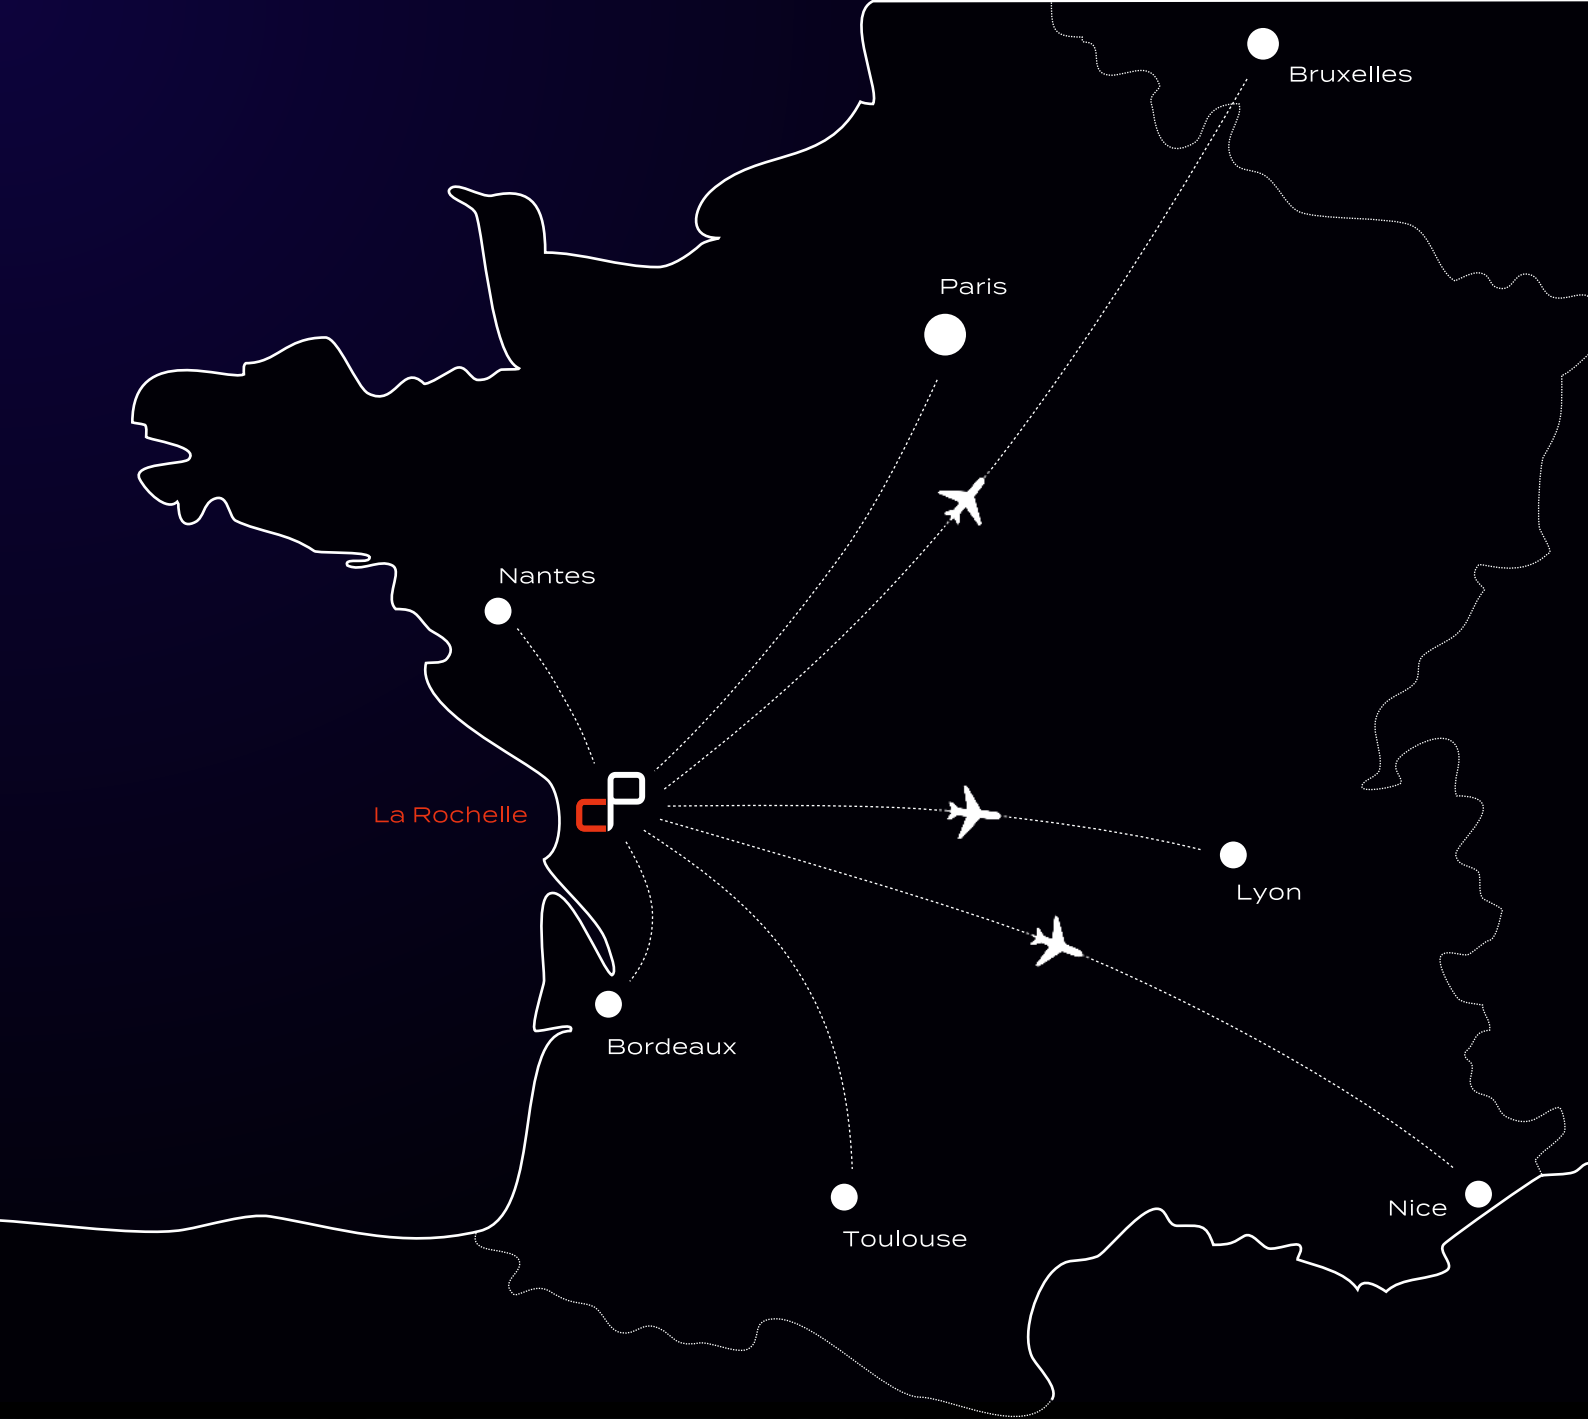 Bruxelles
Paris
Nantes
La Rochelle
Lyon
Bordeaux
Nice
Toulouse